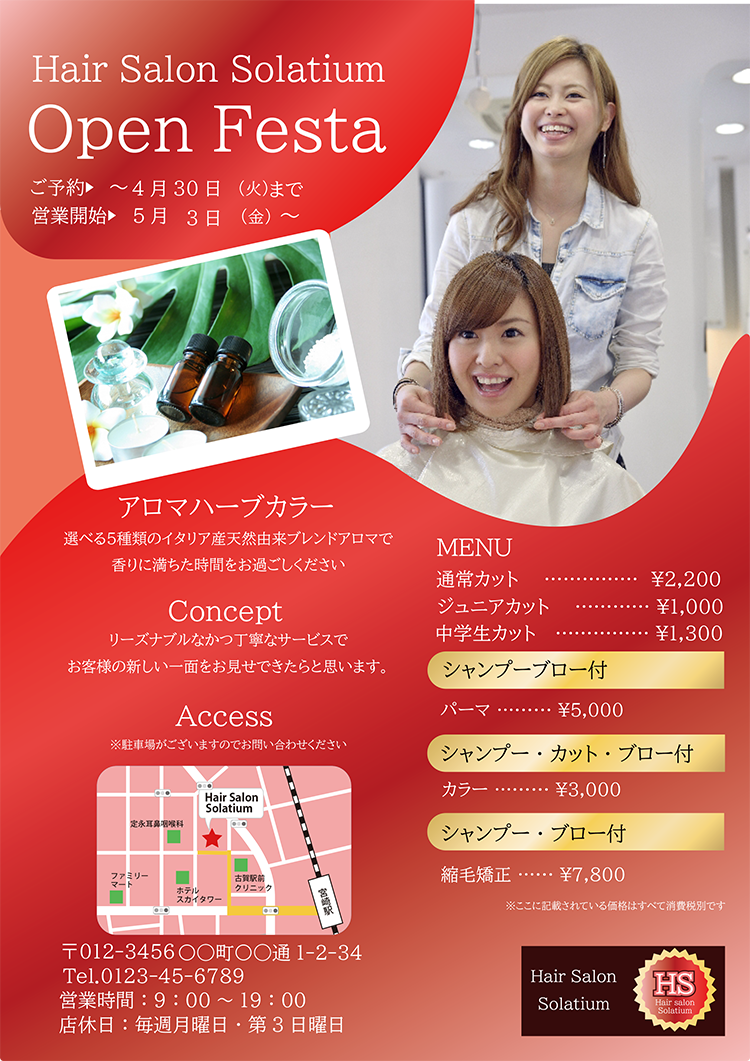 Hair Salon Solatium
Open Festa
ご予約▶ ～4月30日 (火)まで
営業開始▶ 5月 3日 (金) ～
アロマハーブカラー
選べる5種類のイタリア産天然由来ブレンドアロマで
香りに満ちた時間をお過ごしください
Concept
リーズナブルなかつ丁寧なサービスで
お客様の新しい一面をお見せできたらと思います。
Access
※駐車場がございますのでお問い合わせください
Hair Salon
Solatium
定永耳鼻咽喉科
ファミリー
マート
ホテル
スカイタワー
古賀駅前
クリニック
宮崎駅
〒012-3456 〇〇町〇〇通1-2-34
Tel.0123-45-6789
営業時間：9：00 ～ 19：00
店休日：毎週月曜日・第3日曜日
MENU
通常カット ……………… ¥2,200
ジュニアカット ………… ¥1,000
中学生カット …………… ¥1,300
シャンプーブロー付
パーマ ……… ¥5,000
シャンプー・カット・ブロー付
カラー ……… ¥3,000
シャンプー・ブロー付
縮毛矯正 …… ¥7,800
※ここに記載されている価格はすべて消費税別です
Hair Salon
Solatium
HS
Hair salon
Solatium